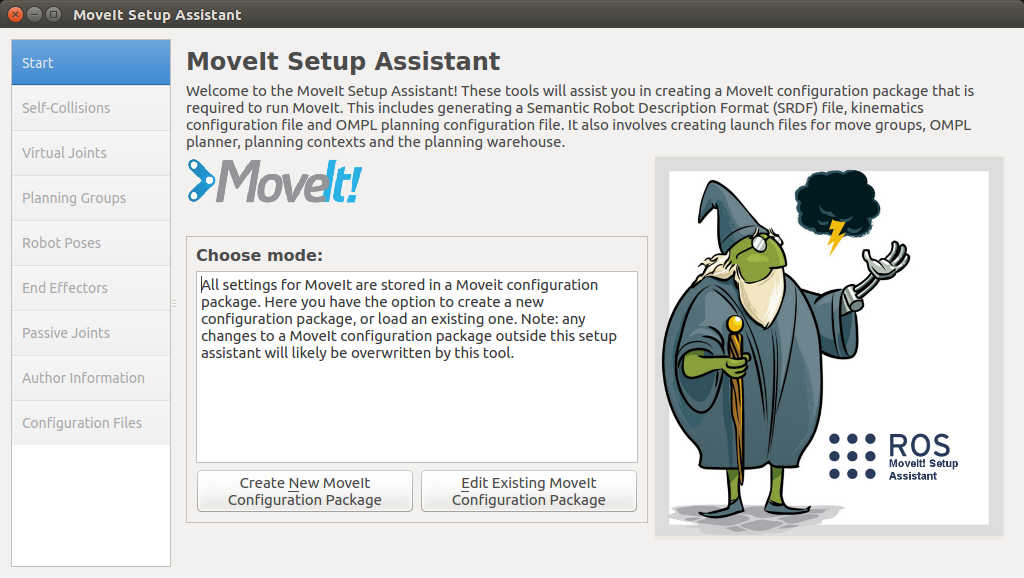 MoveIt Setup Assistant
Start
Self-Collisions
Virtual Joints
Planning Groups
Robot Poses
End Effectors
Passive Joints
Author Information
Configuration Files
MoveIt Setup Assistant
Welcome to the MoveIt Setup Assistant! These tools will assist you in creating a MoveIt configuration package that is
required to run MoveIt. This includes generating a Semantic Robot Description Format (SRDF) file, kinematics
configuration file and OMPL planning configuration file. It also involves creating launch files for move groups, OMPL
planner, planning contexts and the planning warehouse.
MoveIt!
Choose mode:
All settings for MoveIt are stored in a Moveit configuration
package. Here you have the option to create a new
configuration package, or load an existing one. Note: any
changes to a MoveIt configuration package outside this setup
assistant will likely be overwritten by this tool.
Create New MoveIt
Configuration Package
Edit Existing MoveIt
Configuration Package
ROS
MoveIt! Setup
Assistant